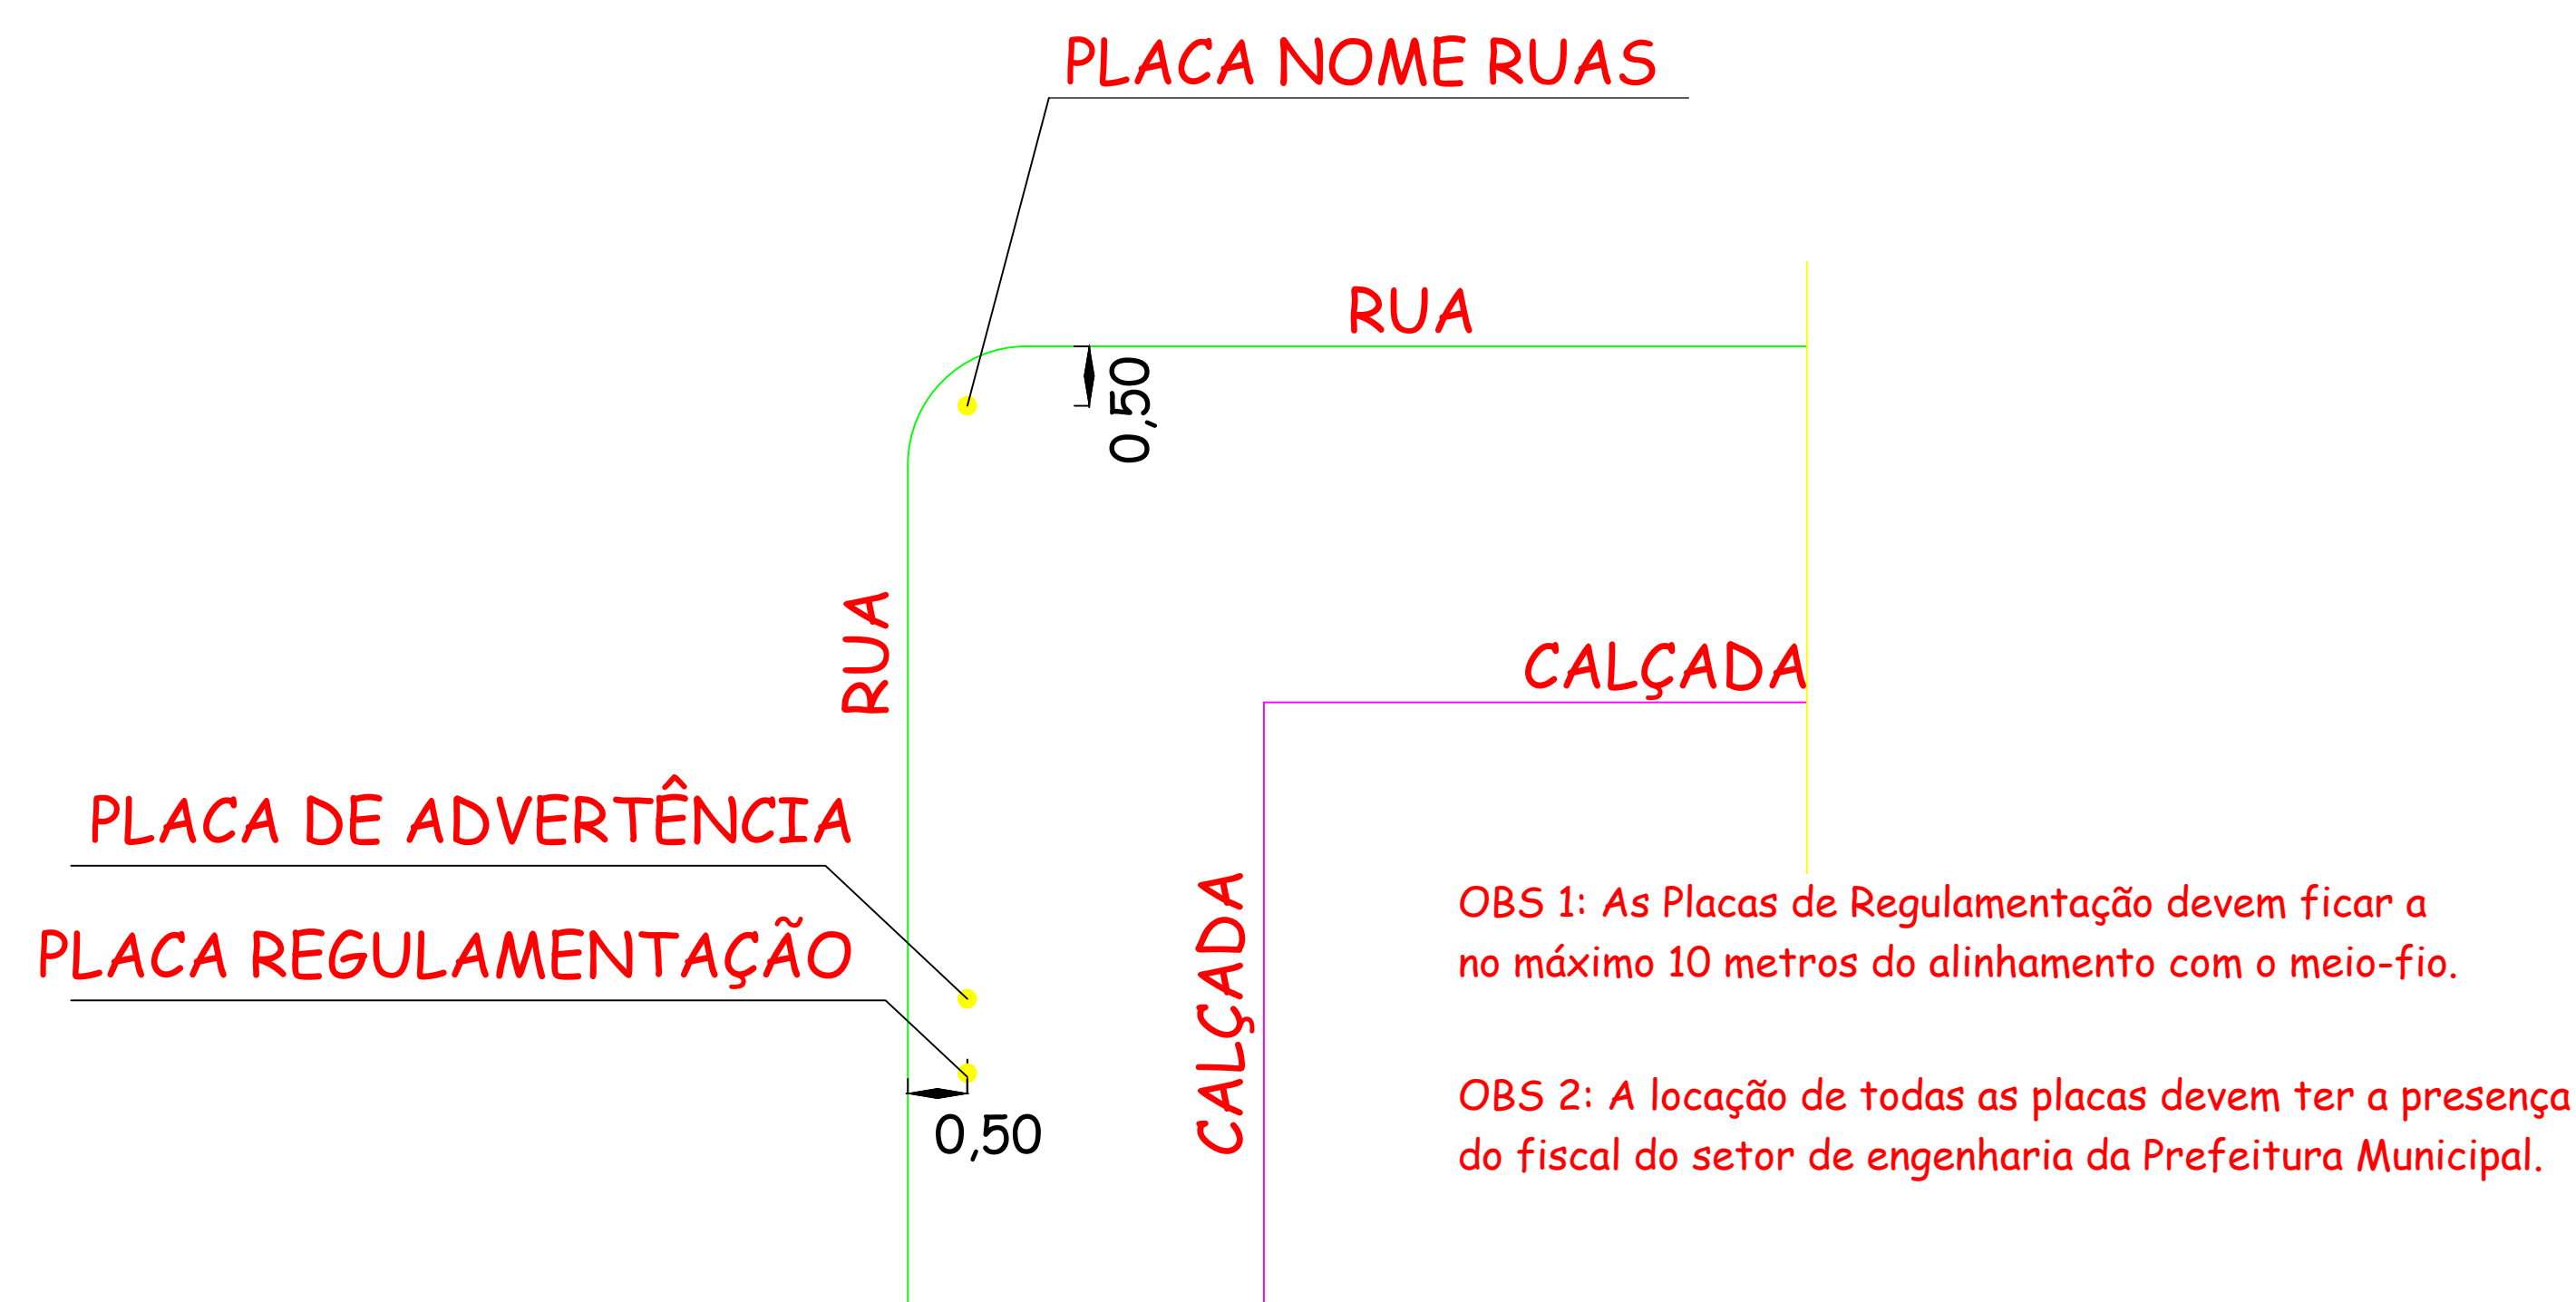 PLACA NOME RUAS
RUA
0,50
RUA
CALÇADA
PLACA DE ADVERTÊNCIA
PLACA REGULAMENTAÇÃO
0,50
CALÇADA
OBS 1: As Placas de Regulamentação devem ficar a
no máximo 10 metros do alinhamento com o meio-fio.
OBS 2: A locação de todas as placas devem ter a presença
do fiscal do setor de engenharia da Prefeitura Municipal.